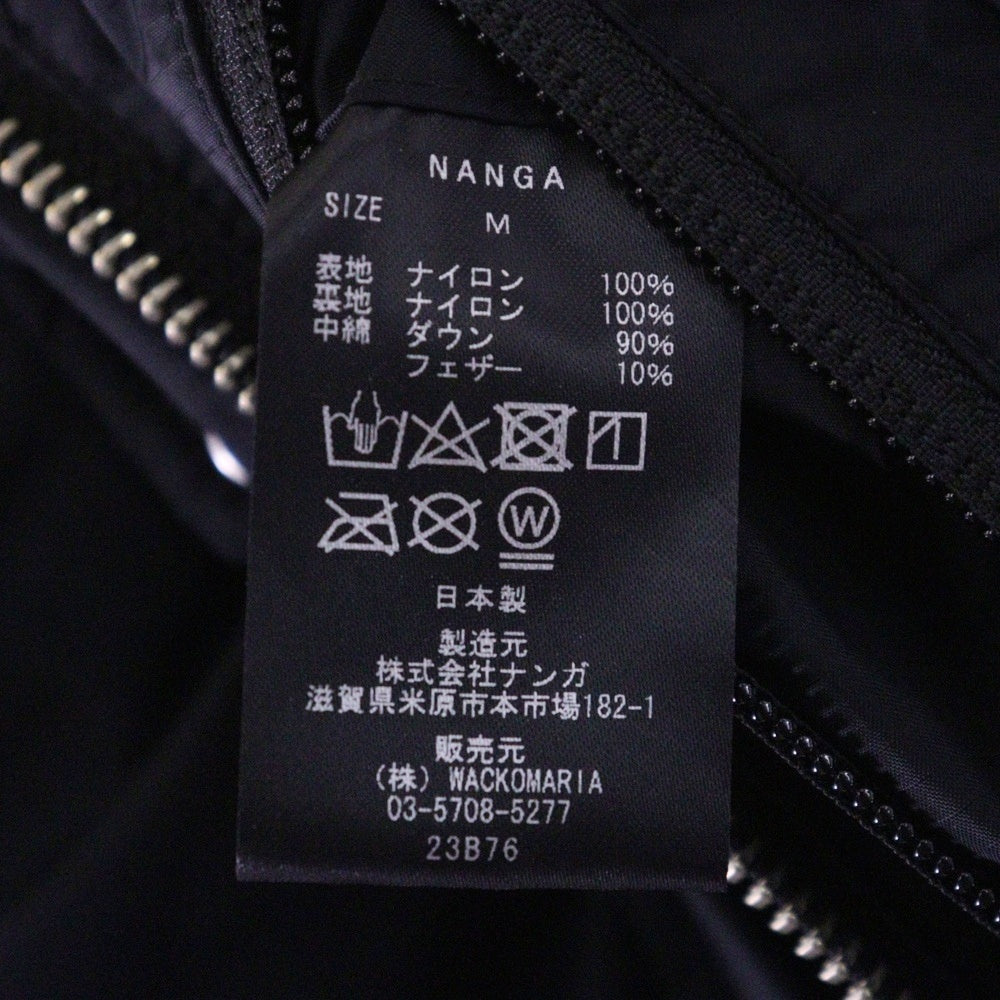 NANGA
SIZE M
表地 ナイロン 100%
裏地 ナイロン 100%
中綿 ダウン 90%
フェザー 10%
W
日本製
製造元
株式会社ナンガ
滋賀県米原市本市場182-1
販売元
(株) WACKOMARIA
03-5708-5277
23B76